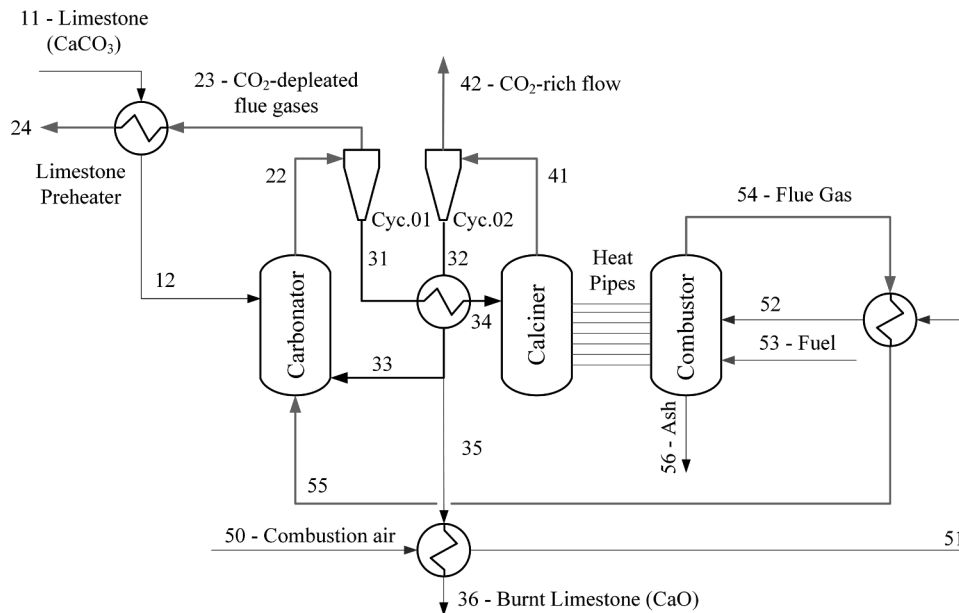 11 - Limestone
(CaCO₃)
23 - CO₂-depleated
flue gases
42 - CO₂-rich flow
24
Limestone
Preheater
22
41
54 - Flue Gas
Cyc.01
Cyc.02
31
32
Heat
Pipes
12
34
52
53 - Fuel
Carbonator
Calciner
Combustor
33
35
56 - Ash
55
50 - Combustion air
51
36 - Burnt Limestone (CaO)